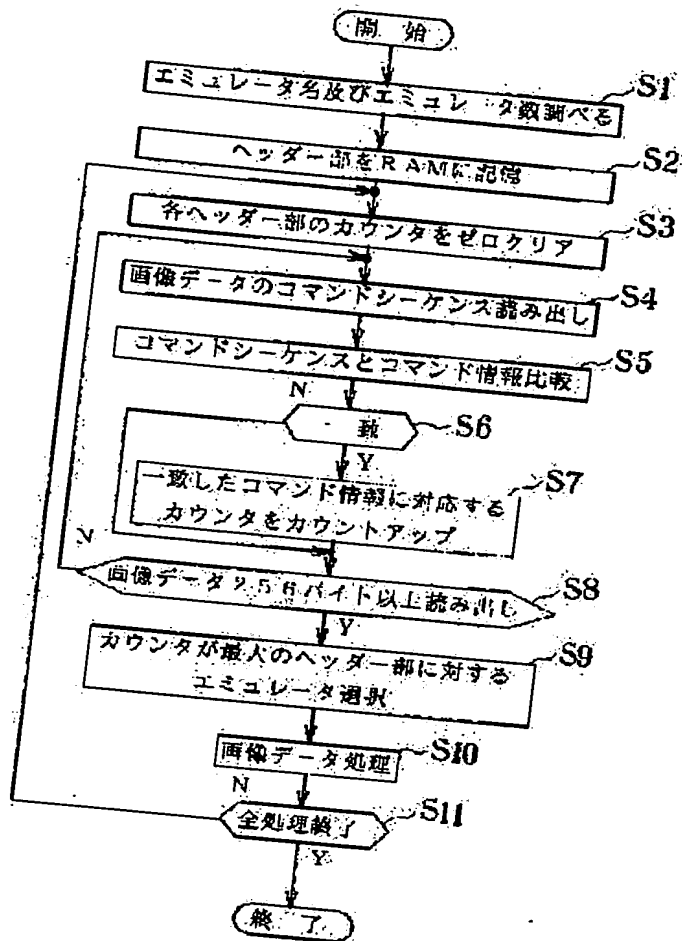 開始
エミュレータ名及びエミュレータ数調べる
S1
ヘッダー部をRAMに記憶
S2
各ヘッダー部のカウンタをゼロクリア
S3
画像データのコマンドシーケンス読み出し
S4
コマンドシーケンスとコマンド情報比較
S5
N
一致
S6
Y
一致したコマンド情報に対応する
カウンタをカウントアップ
S7
N
画像データ256バイト以上読み出し
S8
Y
カウンタが最大のヘッダー部に対する
エミュレータ選択
S9
画像データ処理
S10
N
全処理終了
S11
Y
終了